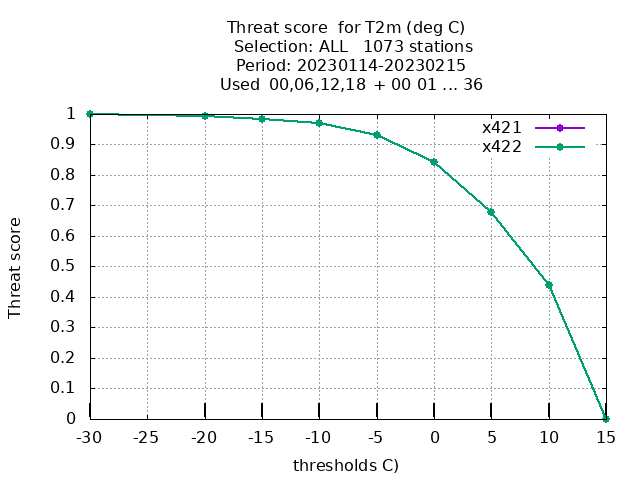 Threat score  for T2m (deg C)
Selection: ALL   1073 stations
Period: 20230114-20230215
Used  00,06,12,18  + 00 01 ... 36
x421
x422
1
0.9
0.8
0.7
0.6
0.5
0.4
0.3
0.2
0.1
0
Threat score
-30 -25 -20 -15 -10 -5 0 5 10 15
thresholds C)